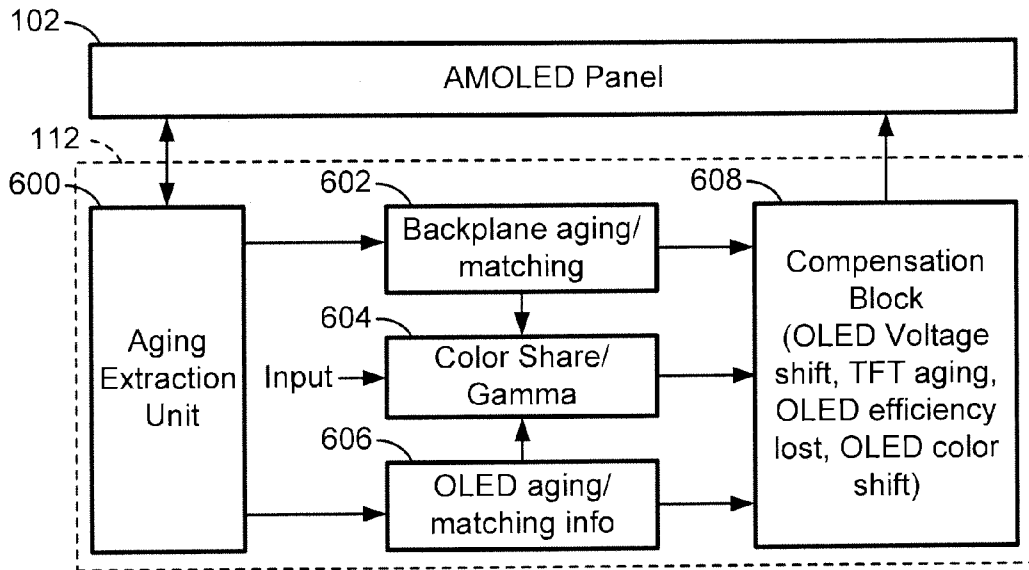 102
AMOLED Panel
112
600
602
608
Aging
Extraction
Unit
Backplane aging/
matching
604
Input
Color Share/
Gamma
606
OLED aging/
matching info
Compensation
Block
(OLED Voltage
shift, TFT aging,
OLED efficiency
lost, OLED color
shift)